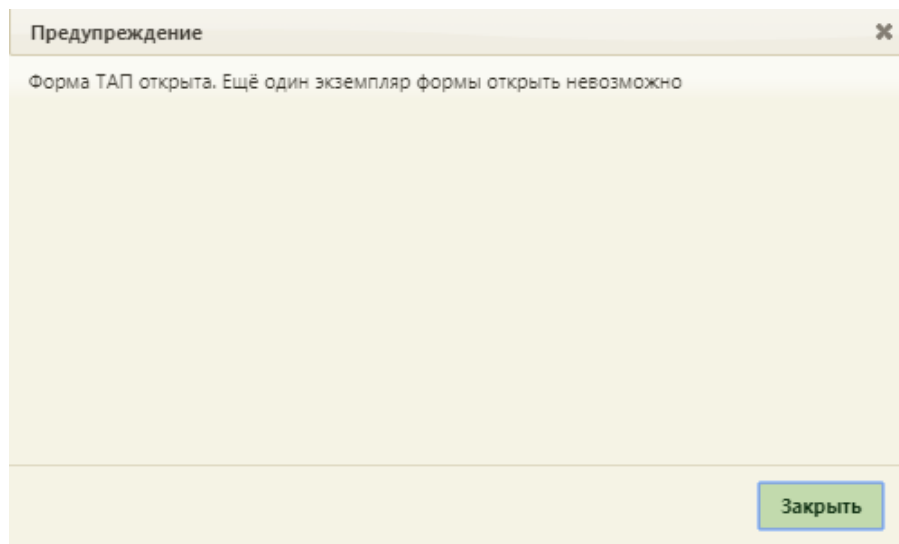 Предупреждение
Форма ТАП открыта. Ещё один экземпляр формы открыть невозможно
Закрыть